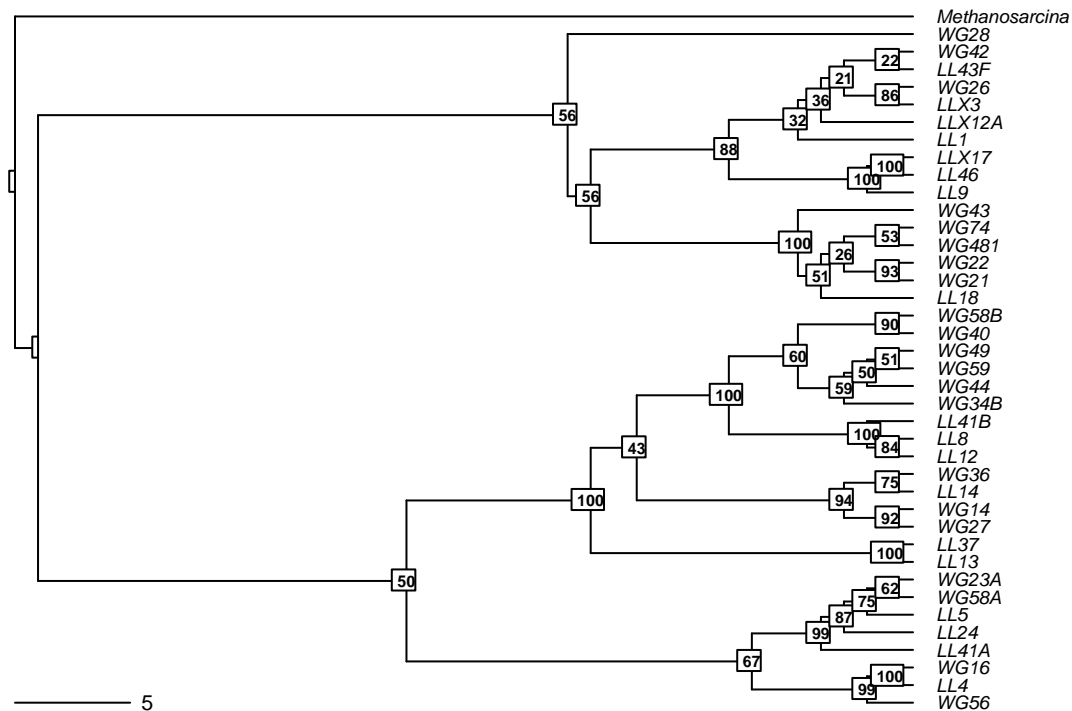 Methanosarcina
WG28
WG42
22
LL43F
21
WG26
86
36
LLX3
56
32
LLX12A
88
LL1
LLX17
100
LL46
100
LL9
56
WG43
WG74
53
100
WG481
26
WG22
51
93
WG21
LL18
WG58B
90
WG40
60
WG49
51
WG59
50
100
59
WG44
WG34B
LL41B
100
43
LL8
84
LL12
WG36
75
100
94
LL14
WG14
92
WG27
LL37
100
LL13
50
WG23A
62
WG58A
75
LL5
87
LL24
99
LL41A
67
WG16
100
LL4
99
WG56
5